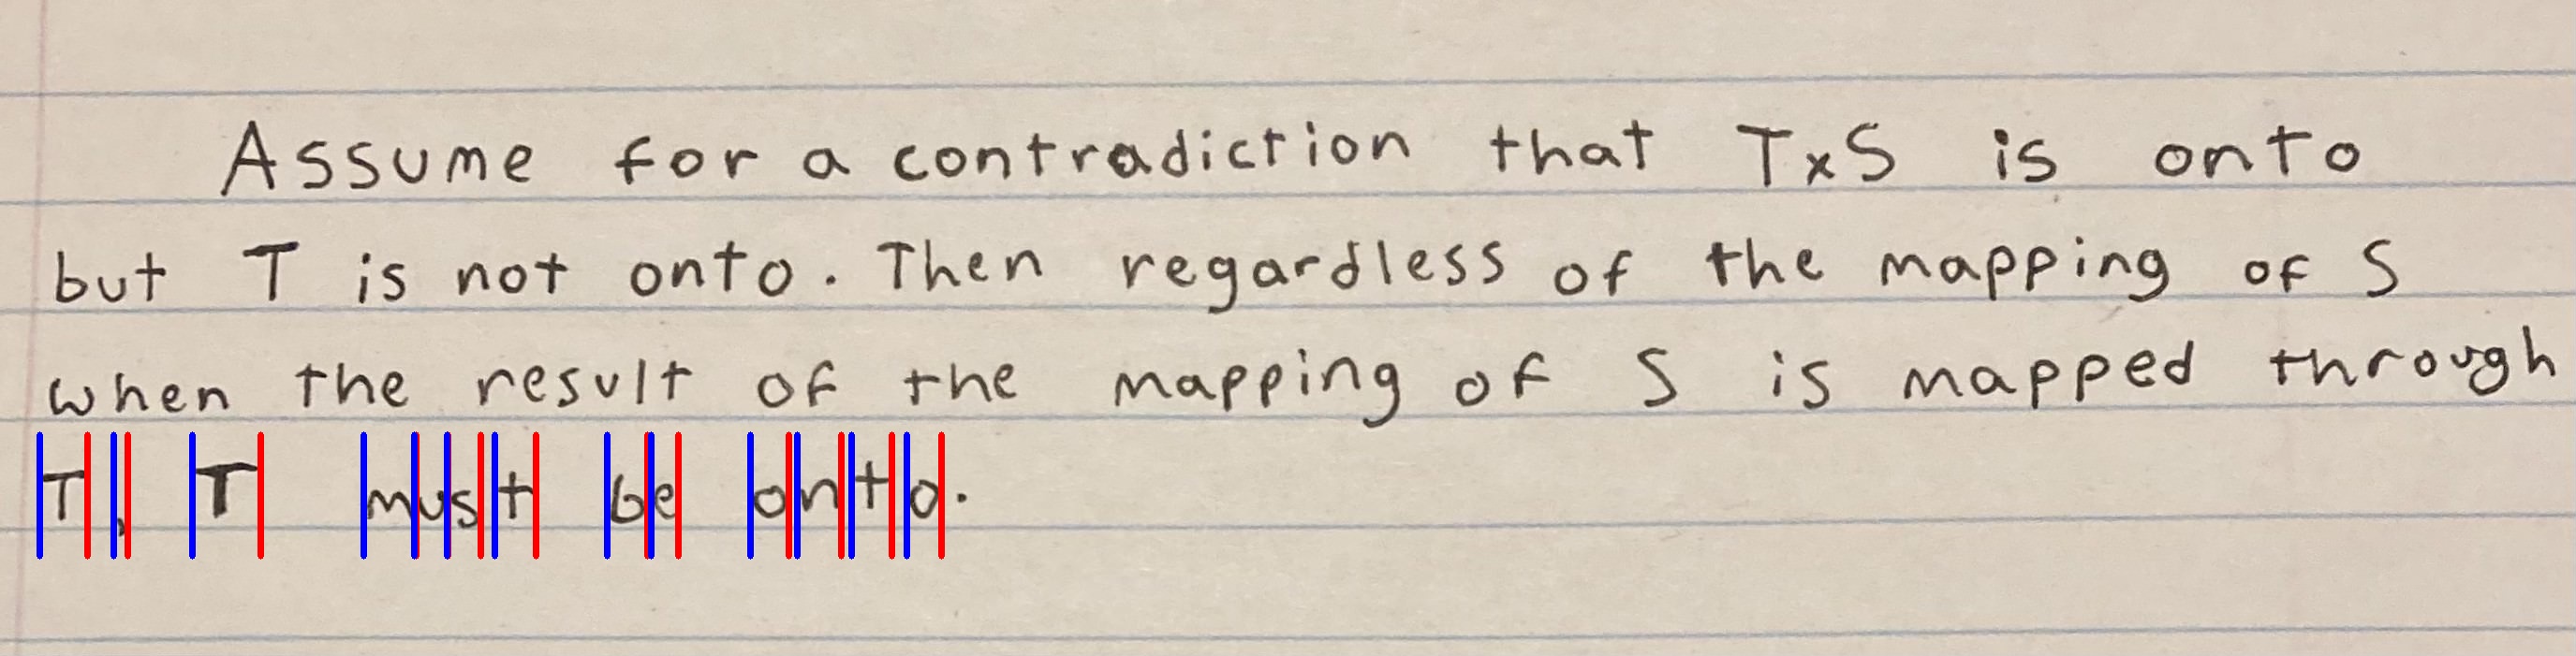 Assume for a contradiction that TxS is onto
but T is not onto. Then regardless of the mapping of S
when the result of the mapping of S is mapped through
T, T must be onto.